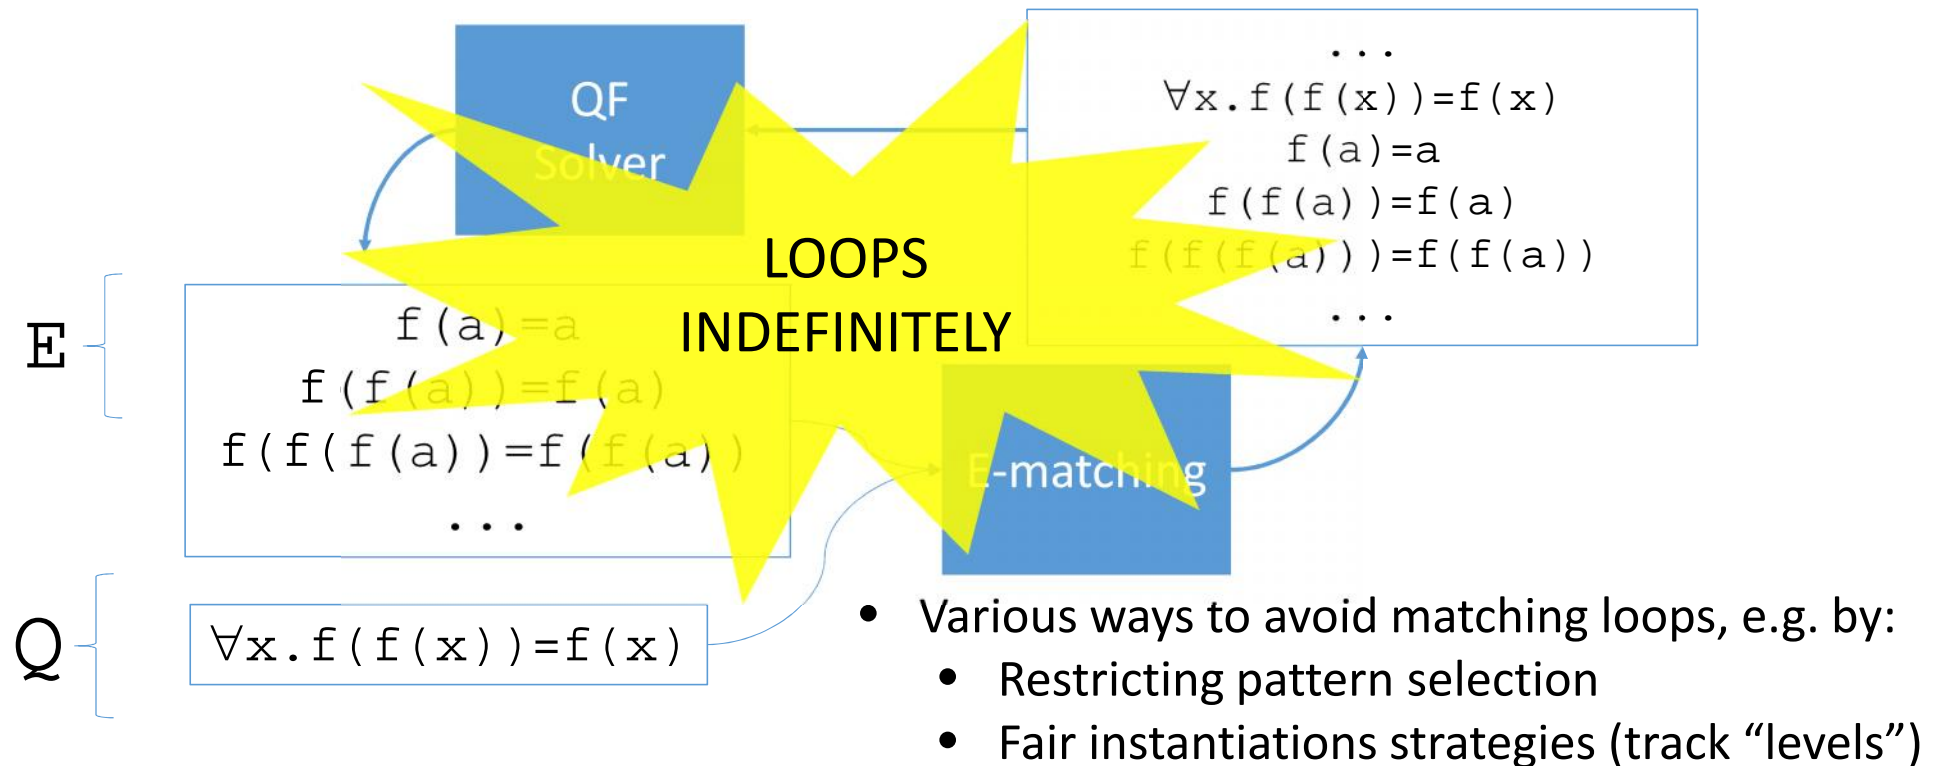 QF
Solver
...
∀x.f(f(x))=f(x)
f(a)=a
f(f(a))=f(a)
f(f(f(a)))=f(f(a))
...
LOOPS
INDEFINITELY
E
f(a)=a
f(f(a))=f(a)
f(f(f(a))=f(f(a))
...
E-matching
Q
∀x.f(f(x))=f(x)
• Various ways to avoid matching loops, e.g. by:
• Restricting pattern selection
• Fair instantiations strategies (track “levels”)